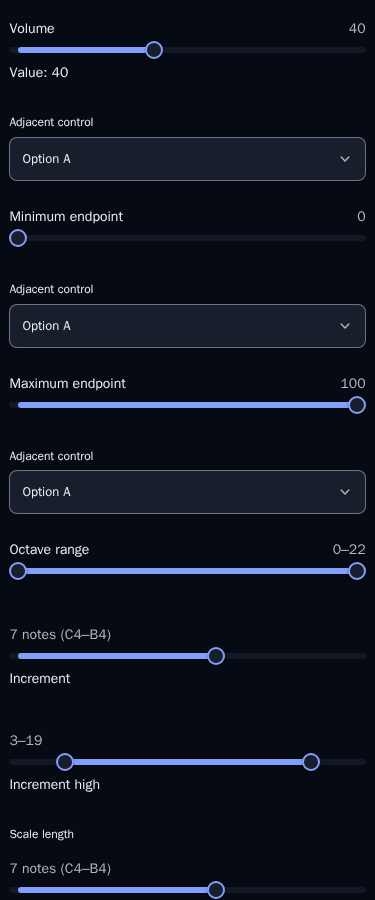 Volume 40
Value: 40
Adjacent control
Option A
Minimum endpoint 0
Adjacent control
Option A
Maximum endpoint 100
Adjacent control
Option A
Octave range 0–22
7 notes (C4–B4)
Increment
3–19
Increment high
Scale length
7 notes (C4–B4)